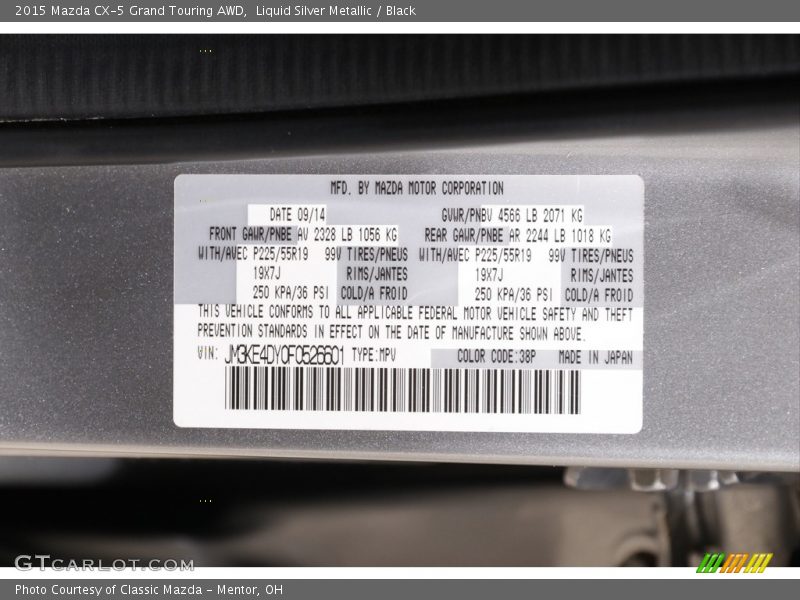 2015 Mazda CX-5 Grand Touring AWD,  Liquid Silver Metallic / Black
MFD. BY MAZDA MOTOR CORPORATION
DATE 09/14 GVWR/PNBV 4566 LB 2071 KG
FRONT GAWR/PNBE AV 2328 LB 1056 KG REAR GAWR/PNBE AR 2244 LB 1018 KG
WITH/AVEC P225/55R19 99V TIRES/PNEUS WITH/AVEC P225/55R19 99V TIRES/PNEUS
19X7J RIMS/JANTES 19X7J RIMS/JANTES
250 KPA/36 PSI COLD/A FROID 250 KPA/36 PSI COLD/A FROID
THIS VEHICLE CONFORMS TO ALL APPLICABLE FEDERAL MOTOR VEHICLE SAFETY AND THEFT
PREVENTION STANDARDS IN EFFECT ON THE DATE OF MANUFACTURE SHOWN ABOVE.
VIN: JM3KE4DY0F0526601 TYPE:MPV COLOR CODE:38P MADE IN JAPAN
GTcarlot.com
Photo Courtesy of Classic Mazda - Mentor, OH